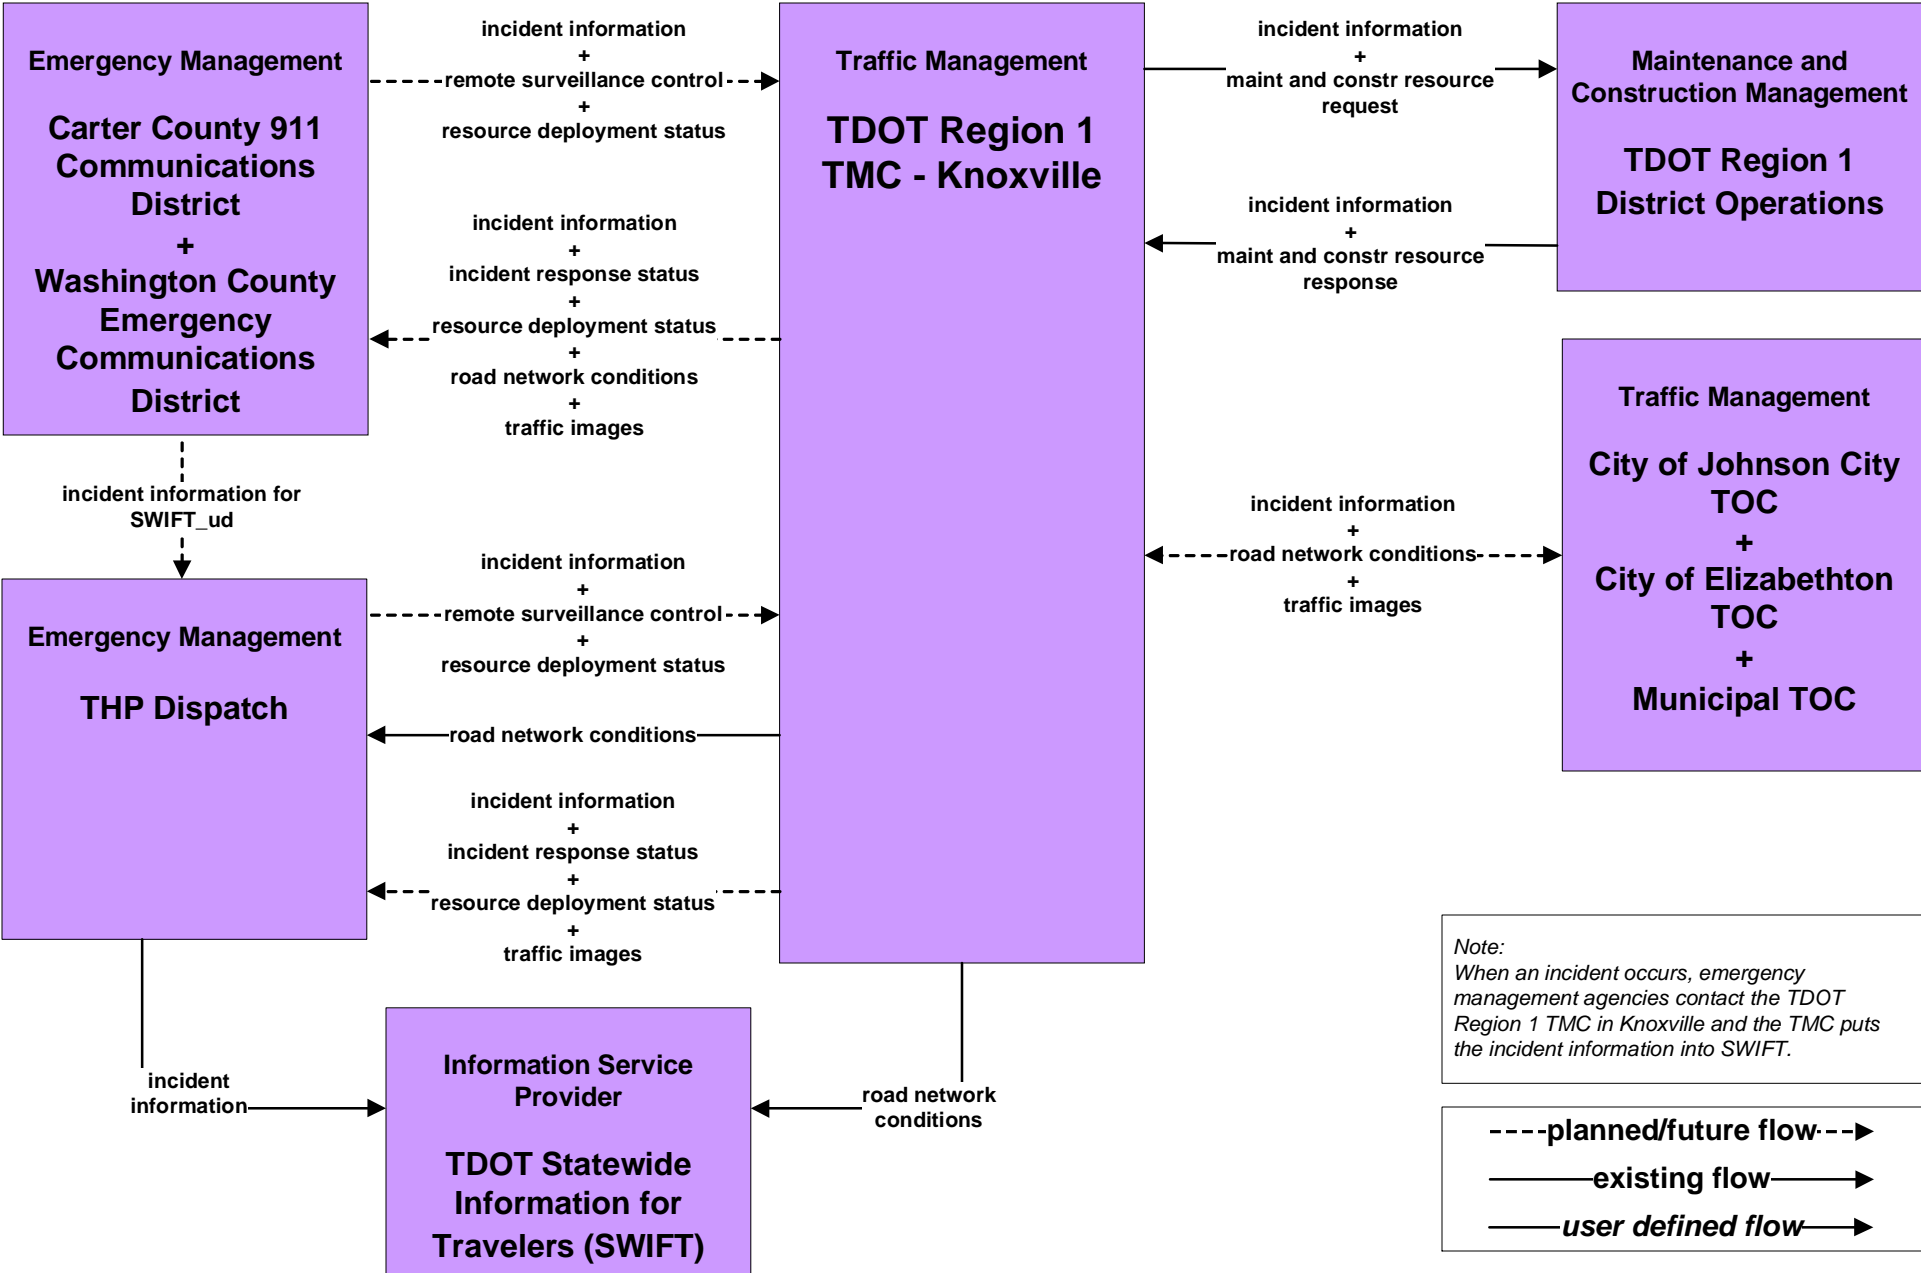 Emergency Management
Carter County 911
Communications
District
+
Washington County
Emergency
Communications
District
incident information
+
remote surveillance control
+
resource deployment status
incident information
+
incident response status
+
resource deployment status
+
road network conditions
+
traffic images
Traffic Management
TDOT Region 1
TMC - Knoxville
incident information
+
maint and constr resource
request
incident information
+
maint and constr resource
response
Maintenance and
Construction Management
TDOT Region 1
District Operations
incident information
+
road network conditions
+
traffic images
Traffic Management
City of Johnson City
TOC
+
City of Elizabethton
TOC
+
Municipal TOC
incident information for
SWIFT_ud
Emergency Management
THP Dispatch
incident information
+
remote surveillance control
+
resource deployment status
road network conditions
incident information
+
incident response status
+
resource deployment status
+
traffic images
incident
information
Information Service
Provider
TDOT Statewide
Information for
Travelers (SWIFT)
road network
conditions
Note:
When an incident occurs, emergency
management agencies contact the TDOT
Region 1 TMC in Knoxville and the TMC puts
the incident information into SWIFT.
planned/future flow
existing flow
user defined flow